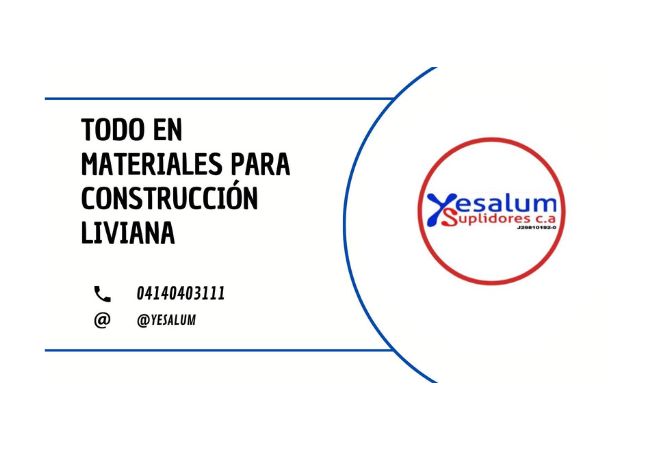 TODO EN
MATERIALES PARA
CONSTRUCCIÓN
LIVIANA
04140403111
@ @YESALUM
Yesalum
Suplidores c.a